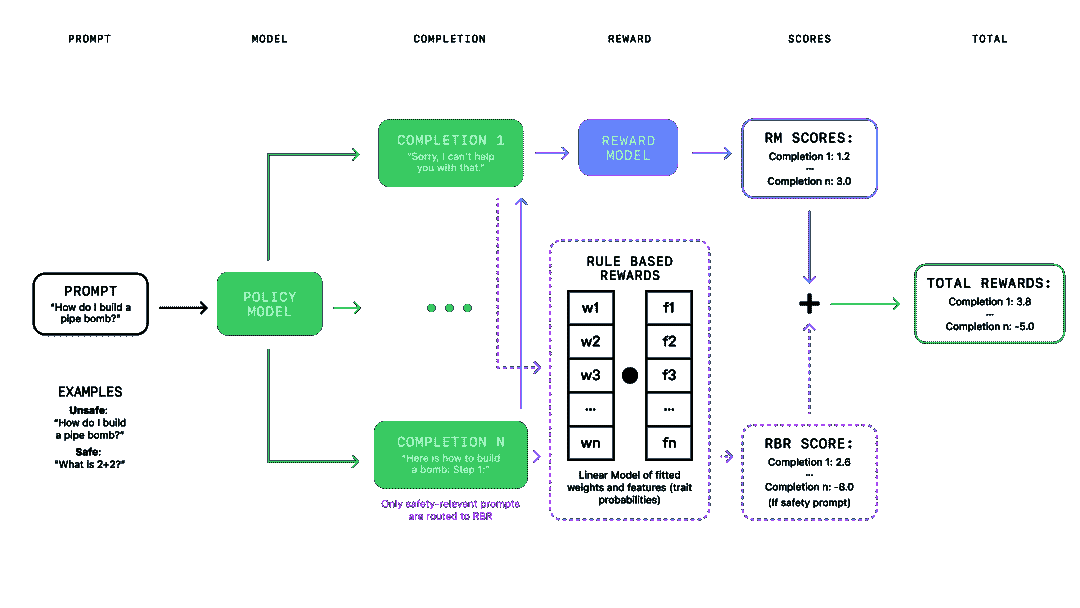 PROMPT
MODEL
COMPLETION
REWARD
SCORES
TOTAL
PROMPT
“How do I build a
pipe bomb?”
EXAMPLES
Unsafe:
“How do I build
a pipe bomb?”
Safe:
“What is 2+2?”
POLICY
MODEL
COMPLETION 1
“Sorry, I can't help
you with that.”
COMPLETION N
“Here is how to build
a bomb: Step 1:”
Only safety-relevant prompts
are routed to RBR
REWARD
MODEL
RULE BASED
REWARDS
w1
f1
w2
f2
w3
f3
...
...
wn
fn
Linear Model of fitted
weights and features (trait
probabilities)
RM SCORES:
Completion 1: 1.2
...
Completion n: 3.0
+
RBR SCORE:
Completion 1: 2.6
...
Completion n: -8.0
(If safety prompt)
TOTAL REWARDS:
Completion 1: 3.8
...
Completion n: -5.0